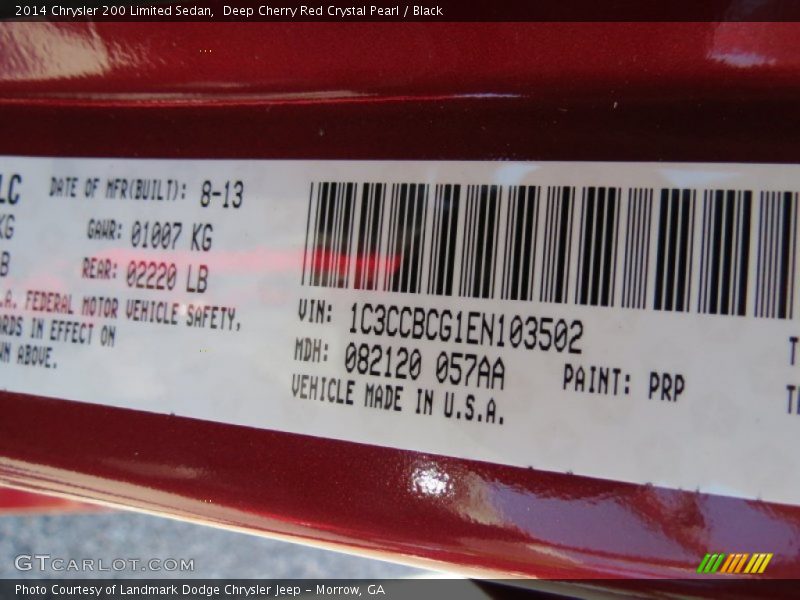 2014 Chrysler 200 Limited Sedan, Deep Cherry Red Crystal Pearl / Black
LC DATE OF MFR(BUILT): 8-13
KG GAWR: 01007 KG
B REAR: 02220 LB
.A. FEDERAL MOTOR VEHICLE SAFETY,
ARDS IN EFFECT ON
WN ABOVE.
VIN: 1C3CCBCG1EN103502
MDH: 082120 057AA PAINT: PRP
VEHICLE MADE IN U.S.A.
T
TR
GTCARLOT.COM
Photo Courtesy of Landmark Dodge Chrysler Jeep - Morrow, GA